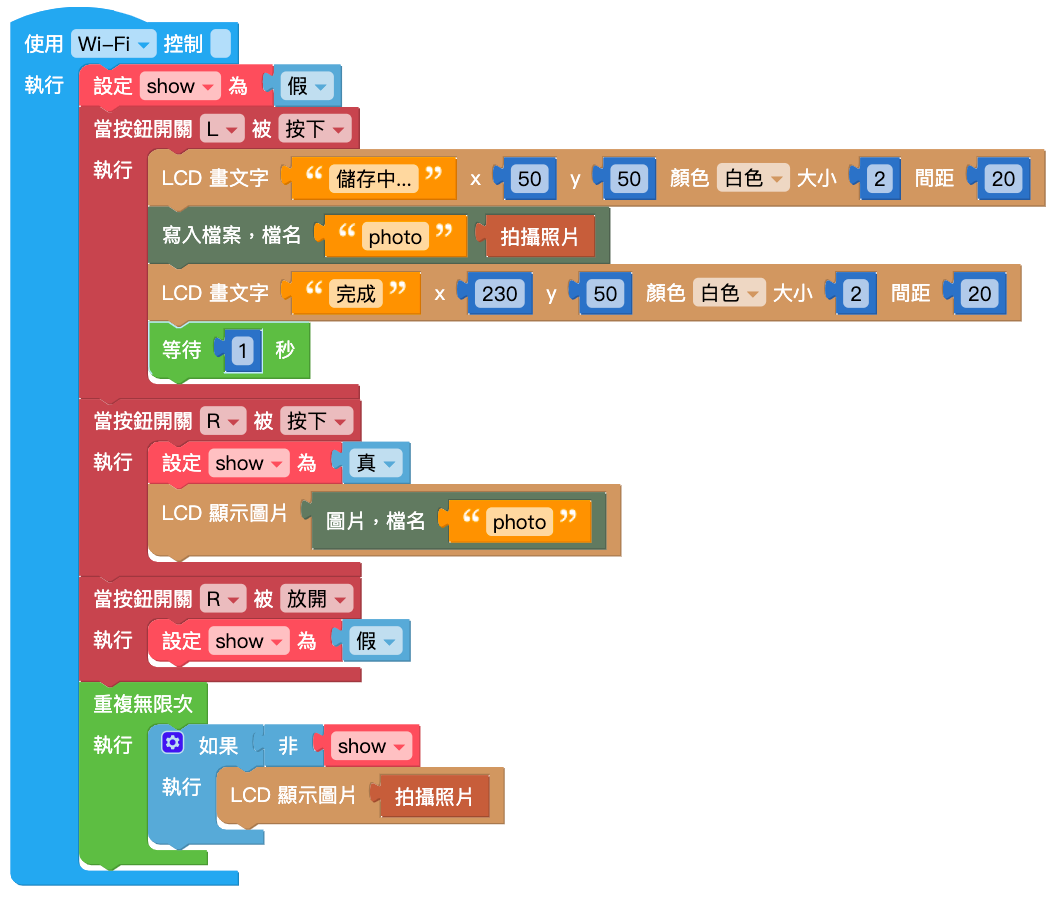 使用 Wi-Fi 控制
執行 設定 show 為 假
當按鈕開關 L 被 按下
執行 LCD 畫文字 “ 儲存中... ” x 50 y 50 顏色 白色 大小 2 間距 20
寫入檔案，檔名 “ photo ” 拍攝照片
LCD 畫文字 “ 完成 ” x 230 y 50 顏色 白色 大小 2 間距 20
等待 1 秒
當按鈕開關 R 被 按下
執行 設定 show 為 真
LCD 顯示圖片 圖片，檔名 “ photo ”
當按鈕開關 R 被 放開
執行 設定 show 為 假
重複無限次
執行 如果 非 show
執行 LCD 顯示圖片 拍攝照片